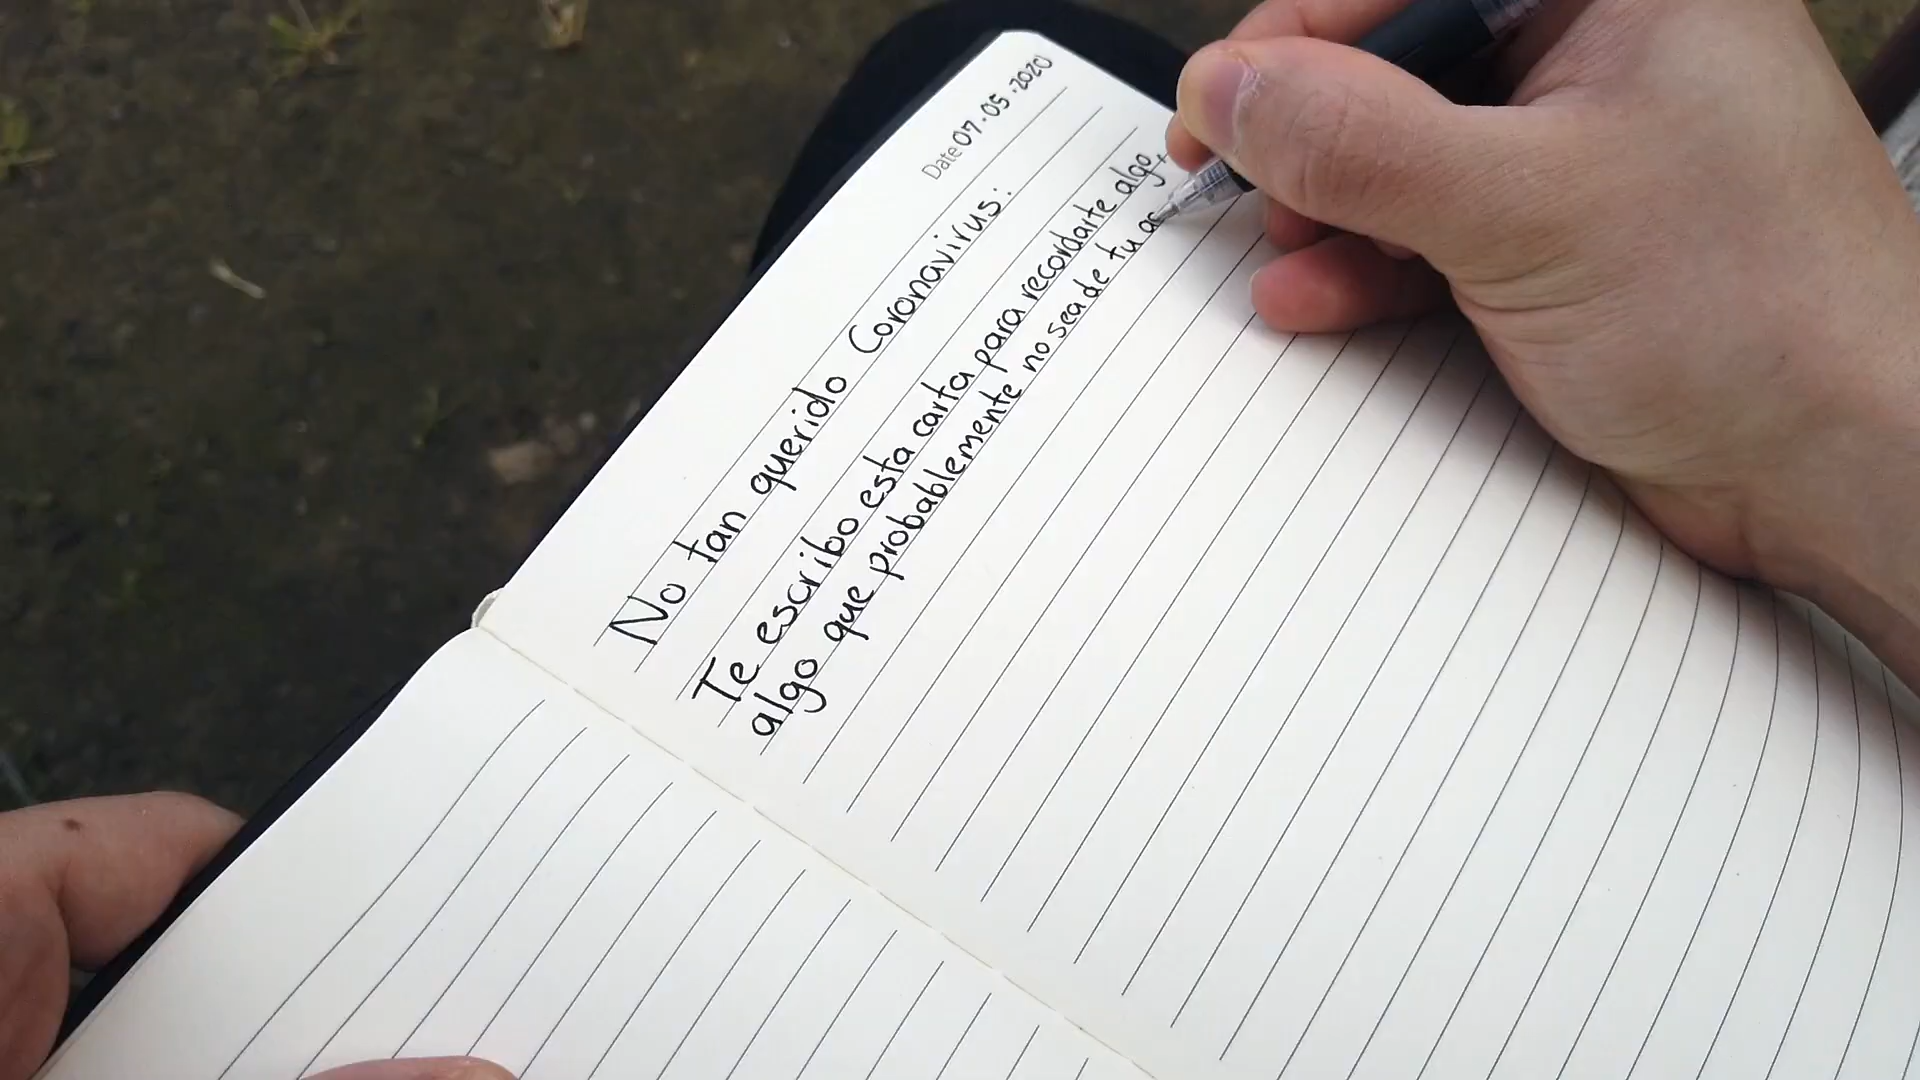 Date 07.05.2020
No tan querido Coronavirus:
Te escribo esta carta para recordarte algo,
algo que probablemente no sea de tu